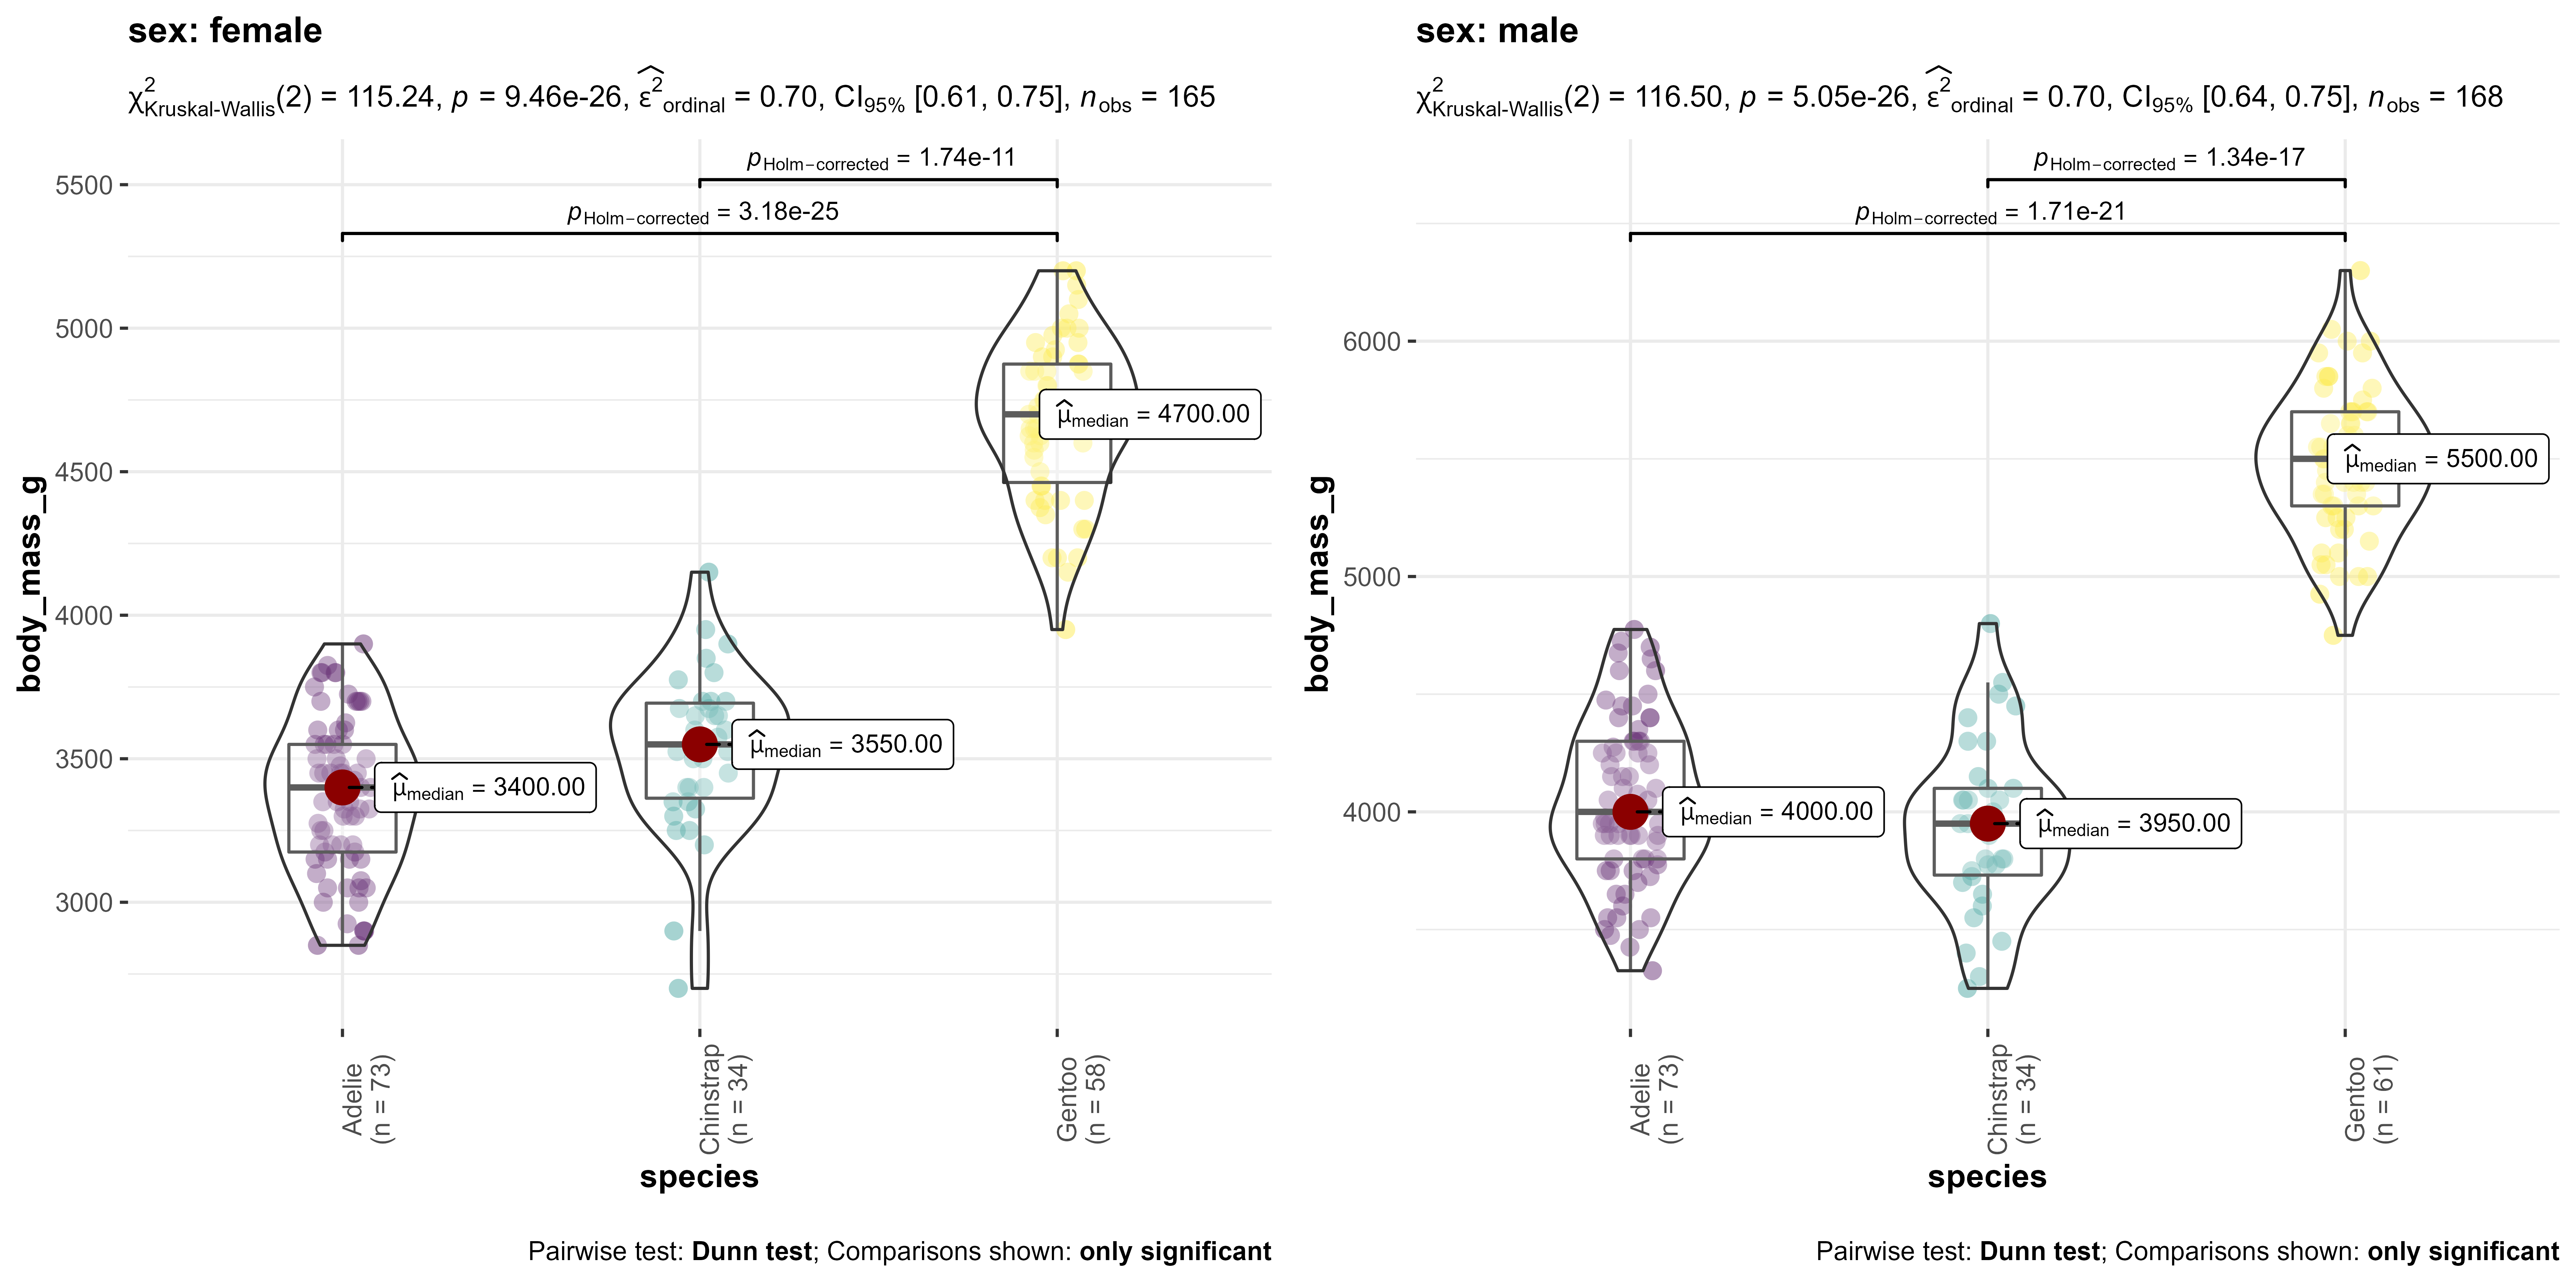 sex: female
χ²Kruskal-Wallis(2) = 115.24, p = 9.46e-26, ε̂²ordinal = 0.70, CI95% [0.61, 0.75], nobs = 165
pHolm−corrected = 1.74e-11
pHolm−corrected = 3.18e-25
5500
5000
4500
4000
3500
3000
body_mass_g
μ̂median = 4700.00
μ̂median = 3550.00
μ̂median = 3400.00
Adelie
(n = 73)
Chinstrap
(n = 34)
Gentoo
(n = 58)
species
Pairwise test: Dunn test; Comparisons shown: only significant
sex: male
χ²Kruskal-Wallis(2) = 116.50, p = 5.05e-26, ε̂²ordinal = 0.70, CI95% [0.64, 0.75], nobs = 168
pHolm−corrected = 1.34e-17
pHolm−corrected = 1.71e-21
6000
5000
4000
body_mass_g
μ̂median = 5500.00
μ̂median = 4000.00
μ̂median = 3950.00
Adelie
(n = 73)
Chinstrap
(n = 34)
Gentoo
(n = 61)
species
Pairwise test: Dunn test; Comparisons shown: only significant